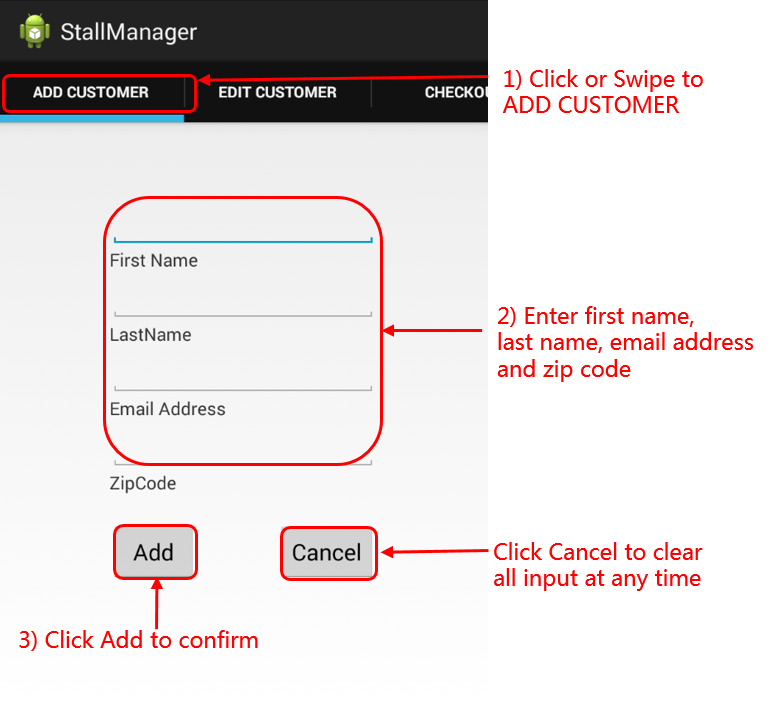 StallManager
ADD CUSTOMER
EDIT CUSTOMER
CHECKOU
1) Click or Swipe to
ADD CUSTOMER
First Name
LastName
2) Enter first name,
last name, email address
and zip code
Email Address
ZipCode
Add
Cancel
Click Cancel to clear
all input at any time
3) Click Add to confirm